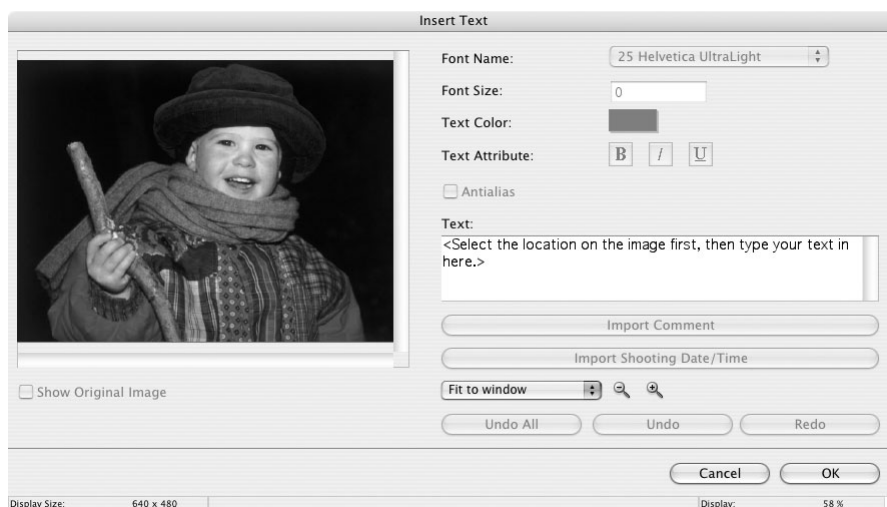 Insert Text
Font Name:
25 Helvetica UltraLight
Font Size:
0
Text Color:
Text Attribute:
B I U
Antialias
Text:
<Select the location on the image first, then type your text in
here.>
Import Comment
Import Shooting Date/Time
Show Original Image
Fit to window
Undo All
Undo
Redo
Cancel
OK
Display Size: 640 x 480
Display: 58 %